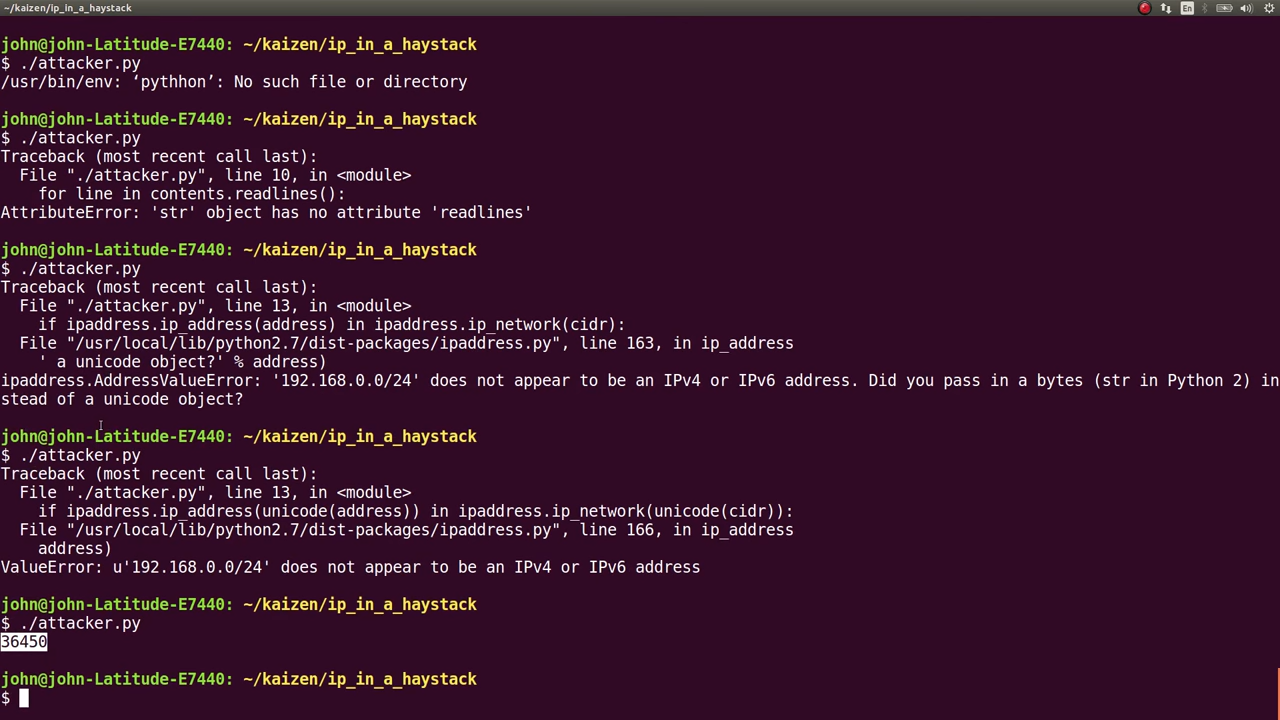 ~/kaizen/ip_in_a_haystack
En
john@john-Latitude-E7440: ~/kaizen/ip_in_a_haystack
$ ./attacker.py
/usr/bin/env: ‘pythhon’: No such file or directory
john@john-Latitude-E7440: ~/kaizen/ip_in_a_haystack
$ ./attacker.py
Traceback (most recent call last):
File "./attacker.py", line 10, in <module>
for line in contents.readlines():
AttributeError: 'str' object has no attribute 'readlines'
john@john-Latitude-E7440: ~/kaizen/ip_in_a_haystack
$ ./attacker.py
Traceback (most recent call last):
File "./attacker.py", line 13, in <module>
if ipaddress.ip_address(address) in ipaddress.ip_network(cidr):
File "/usr/local/lib/python2.7/dist-packages/ipaddress.py", line 163, in ip_address
' a unicode object?' % address)
ipaddress.AddressValueError: '192.168.0.0/24' does not appear to be an IPv4 or IPv6 address. Did you pass in a bytes (str in Python 2) in
stead of a unicode object?
john@john-Latitude-E7440: ~/kaizen/ip_in_a_haystack
$ ./attacker.py
Traceback (most recent call last):
File "./attacker.py", line 13, in <module>
if ipaddress.ip_address(unicode(address)) in ipaddress.ip_network(unicode(cidr)):
File "/usr/local/lib/python2.7/dist-packages/ipaddress.py", line 166, in ip_address
address)
ValueError: u'192.168.0.0/24' does not appear to be an IPv4 or IPv6 address
john@john-Latitude-E7440: ~/kaizen/ip_in_a_haystack
$ ./attacker.py
36450
john@john-Latitude-E7440: ~/kaizen/ip_in_a_haystack
$